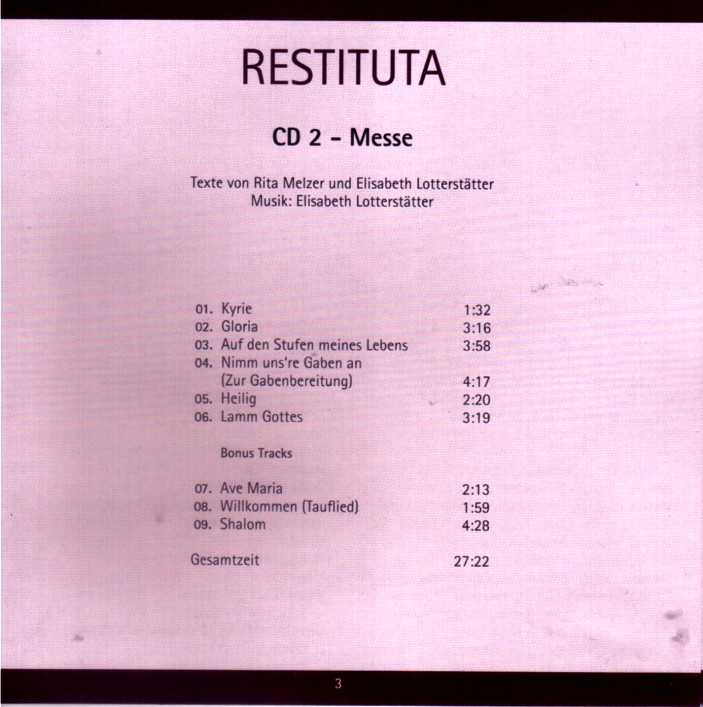 RESTITUTA
CD 2 – Messe
Texte von Rita Melzer und Elisabeth Lotterstätter
Musik: Elisabeth Lotterstätter
01. Kyrie 1:32
02. Gloria 3:16
03. Auf den Stufen meines Lebens 3:58
04. Nimm uns're Gaben an
(Zur Gabenbereitung) 4:17
05. Heilig 2:20
06. Lamm Gottes 3:19
Bonus Tracks
07. Ave Maria 2:13
08. Willkommen (Tauflied) 1:59
09. Shalom 4:28
Gesamtzeit 27:22
3